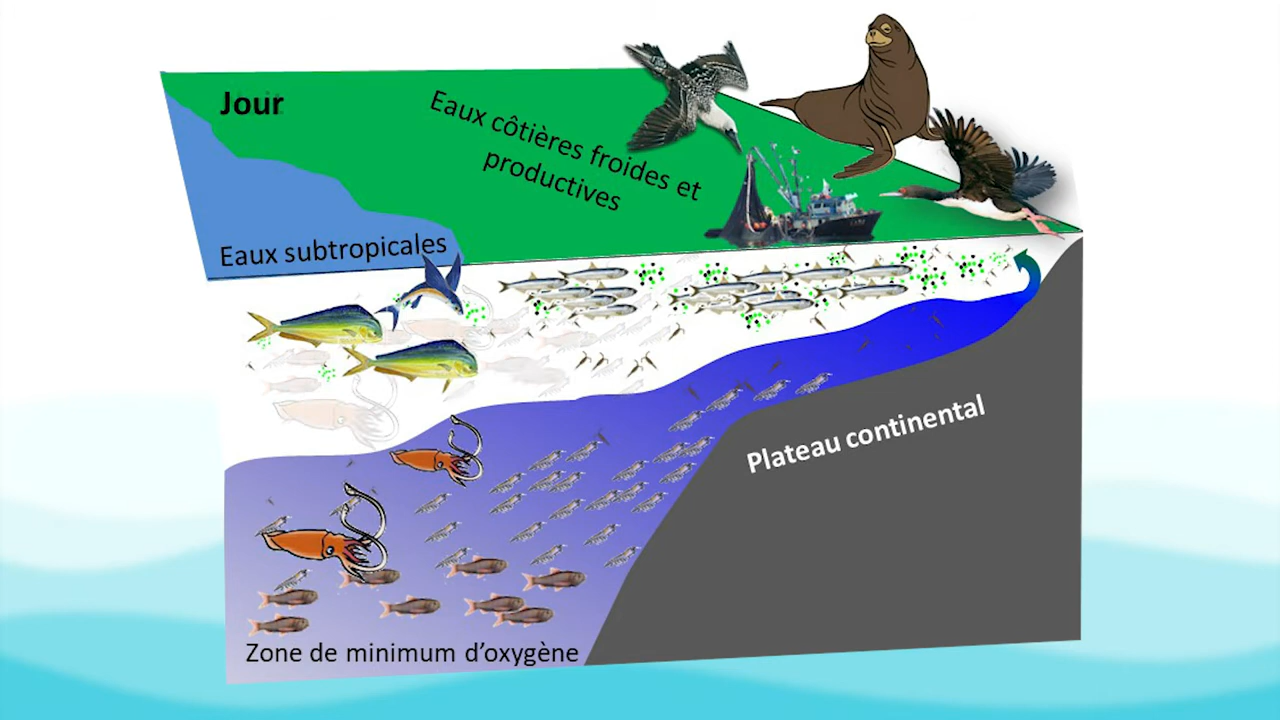 Jour
Eaux côtières froides et
productives
Eaux subtropicales
Plateau continental
Zone de minimum d'oxygène